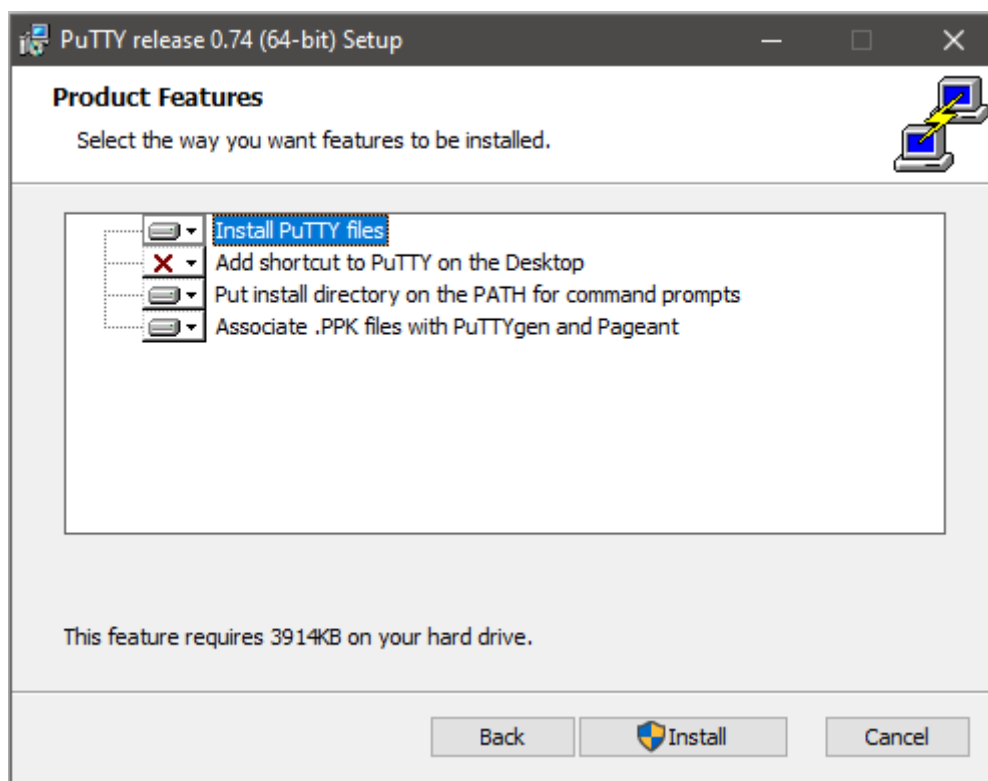 PuTTY release 0.74 (64-bit) Setup
Product Features
Select the way you want features to be installed.
Install PuTTY files
Add shortcut to PuTTY on the Desktop
Put install directory on the PATH for command prompts
Associate .PPK files with PuTTYgen and Pageant
This feature requires 3914KB on your hard drive.
Back Install Cancel